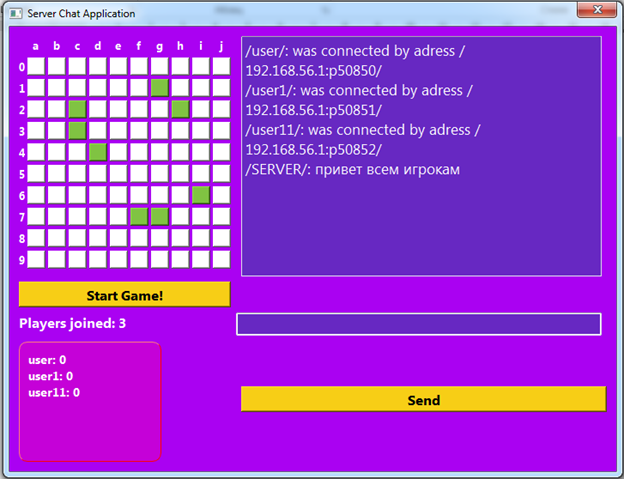 Server Chat Application
a b c d e f g h i j
0
1
2
3
4
5
6
7
8
9
/user/: was connected by adress /
192.168.56.1:p50850/
/user1/: was connected by adress /
192.168.56.1:p50851/
/user11/: was connected by adress /
192.168.56.1:p50852/
/SERVER/: привет всем игрокам
Start Game!
Players joined: 3
user: 0
user1: 0
user11: 0
Send